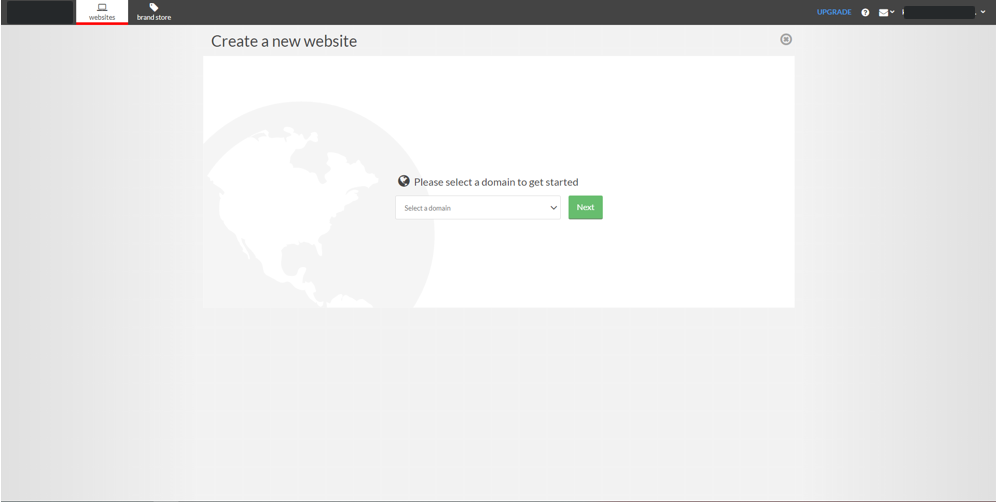 websites
brand store
UPGRADE
Create a new website
Please select a domain to get started
Select a domain
Next